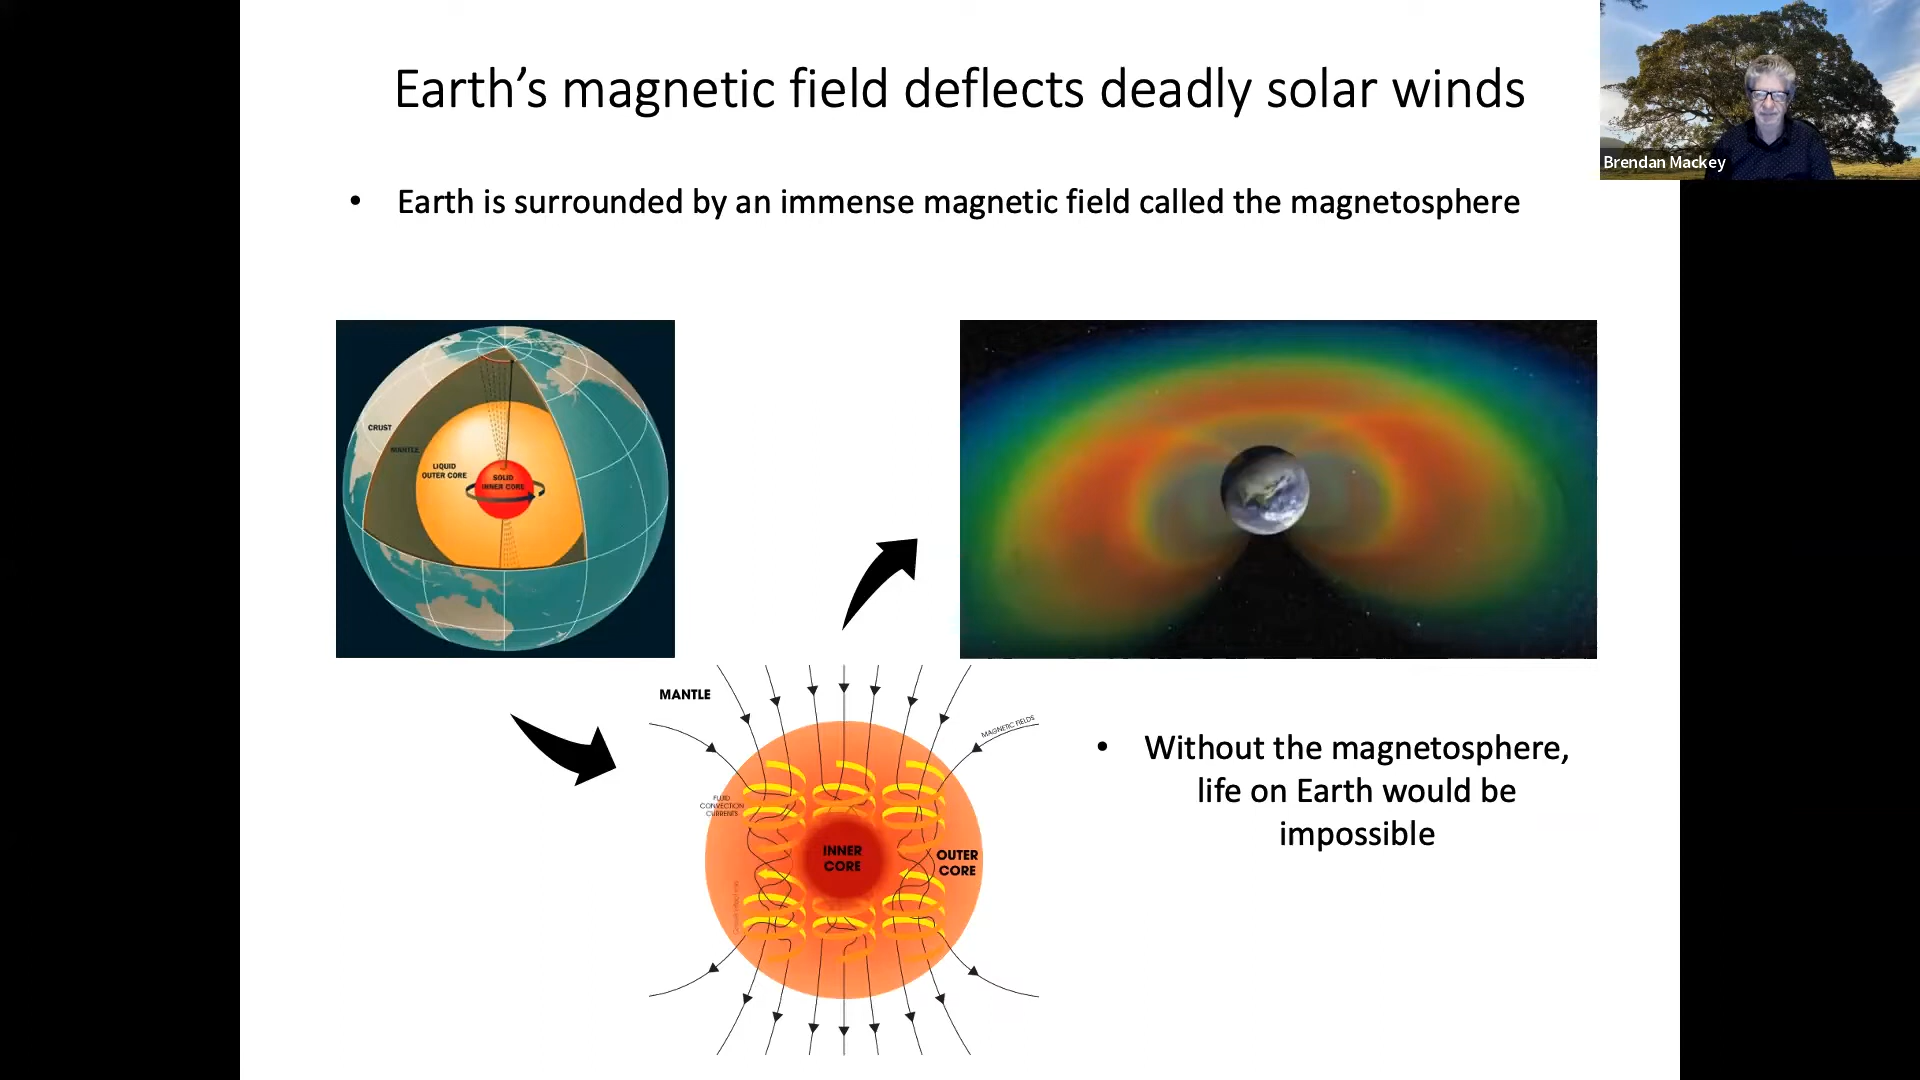 Earth’s magnetic field deflects deadly solar winds
Brendan Mackey
• Earth is surrounded by an immense magnetic field called the magnetosphere
CRUST
MANTLE
LIQUID
OUTER CORE
SOLID
INNER CORE
MANTLE
MAGNETIC FIELDS
FLUID
CONVECTION
CURRENTS
INNER
CORE
OUTER
CORE
• Without the magnetosphere,
life on Earth would be
impossible